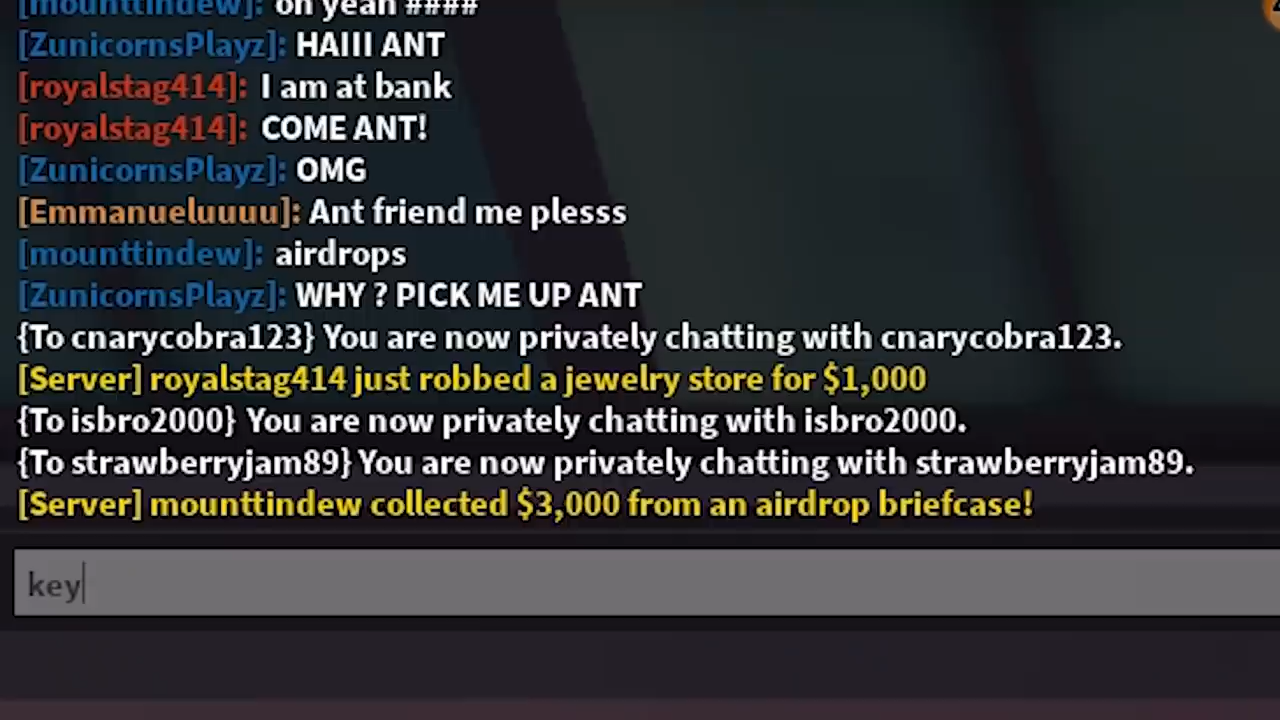 [mounttindew]: oh yeah ####
[ZunicornsPlayz]: HAIII ANT
[royalstag414]: I am at bank
[royalstag414]: COME ANT!
[ZunicornsPlayz]: OMG
[Emmanueluuuu]: Ant friend me plesss
[mounttindew]: airdrops
[ZunicornsPlayz]: WHY ? PICK ME UP ANT
{To cnarycobra123} You are now privately chatting with cnarycobra123.
[Server] royalstag414 just robbed a jewelry store for $1,000
{To isbro2000} You are now privately chatting with isbro2000.
{To strawberryjam89} You are now privately chatting with strawberryjam89.
[Server] mounttindew collected $3,000 from an airdrop briefcase!
key